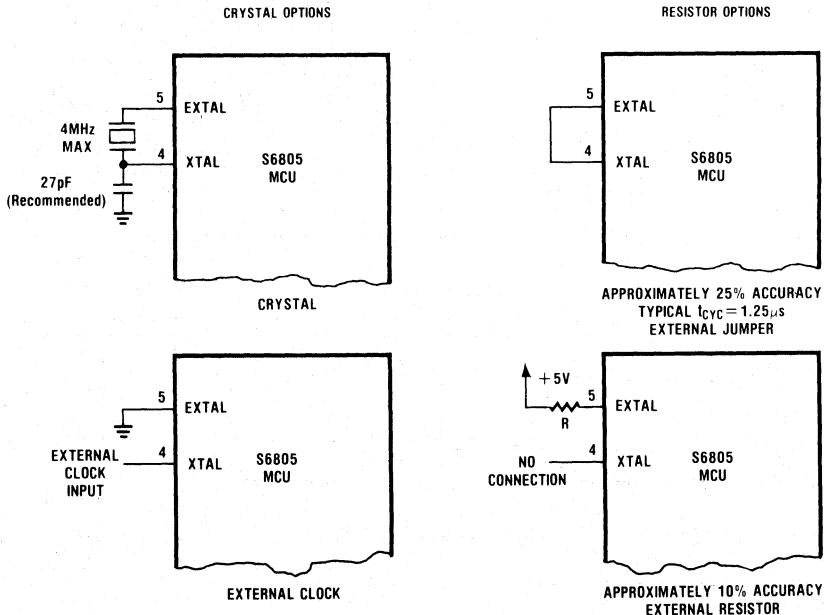 CRYSTAL OPTIONS
5
EXTAL
4MHz
MAX
4
XTAL
S6805
MCU
27pF
(Recommended)
CRYSTAL
5
EXTAL
EXTERNAL
CLOCK
INPUT
4
XTAL
S6805
MCU
EXTERNAL CLOCK
RESISTOR OPTIONS
5
EXTAL
4
XTAL
S6805
MCU
APPROXIMATELY 25% ACCURACY
TYPICAL tCYC = 1.25µs
EXTERNAL JUMPER
+5V
5
EXTAL
R
4
XTAL
NO
CONNECTION
S6805
MCU
APPROXIMATELY 10% ACCURACY
EXTERNAL RESISTOR